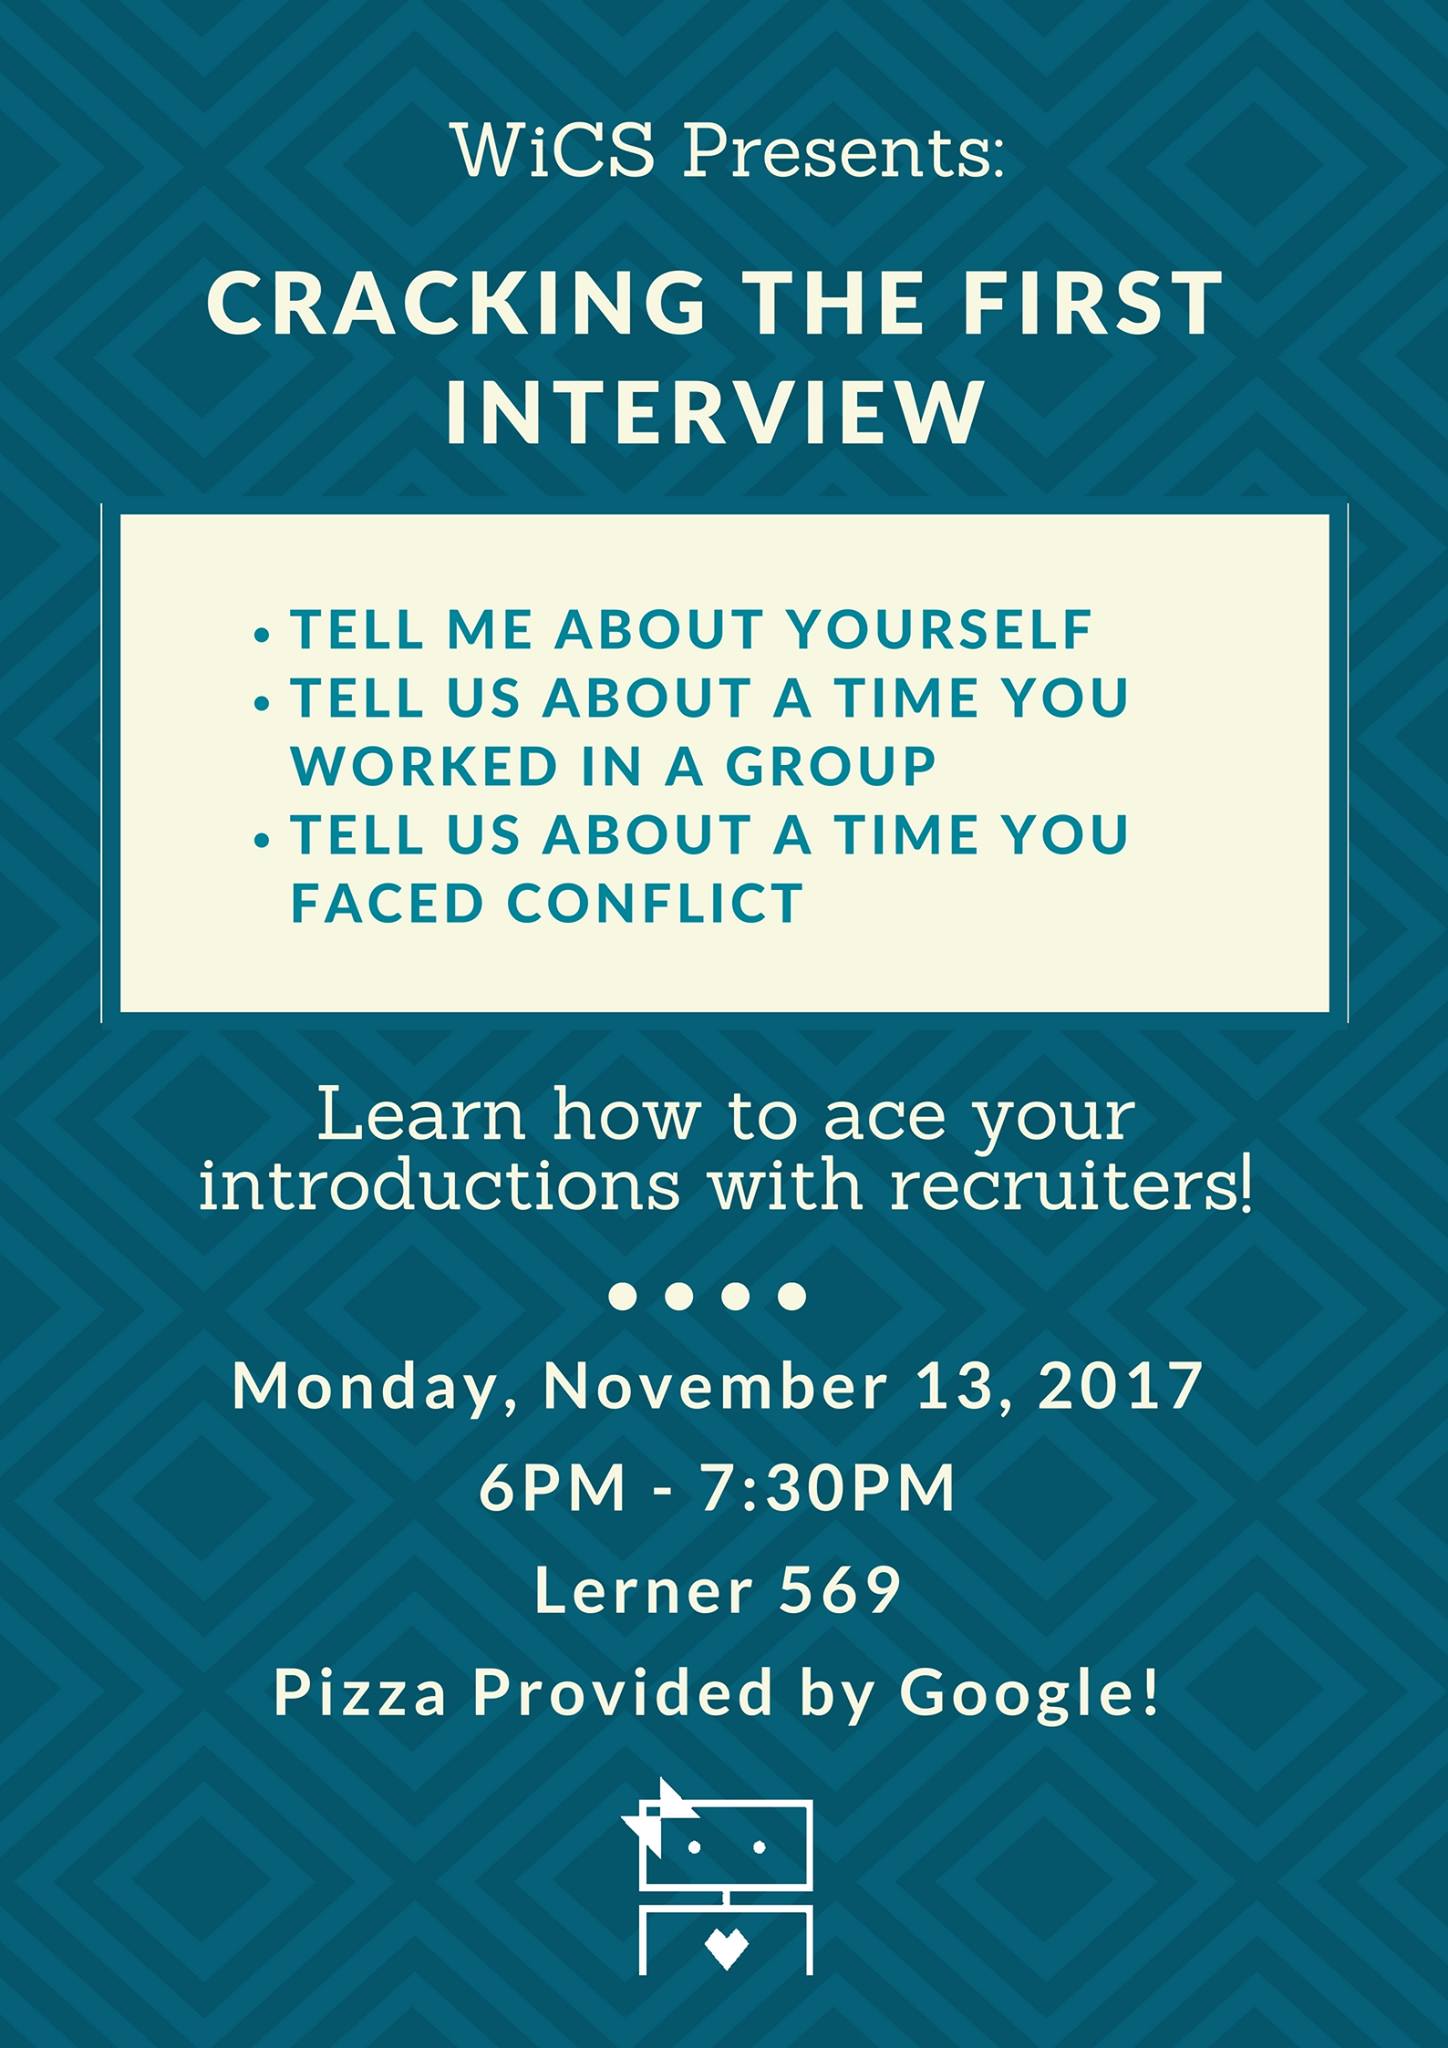 WiCS Presents:
CRACKING THE FIRST
INTERVIEW
• TELL ME ABOUT YOURSELF
• TELL US ABOUT A TIME YOU
WORKED IN A GROUP
• TELL US ABOUT A TIME YOU
FACED CONFLICT
Learn how to ace your
introductions with recruiters!
Monday, November 13, 2017
6PM - 7:30PM
Lerner 569
Pizza Provided by Google!